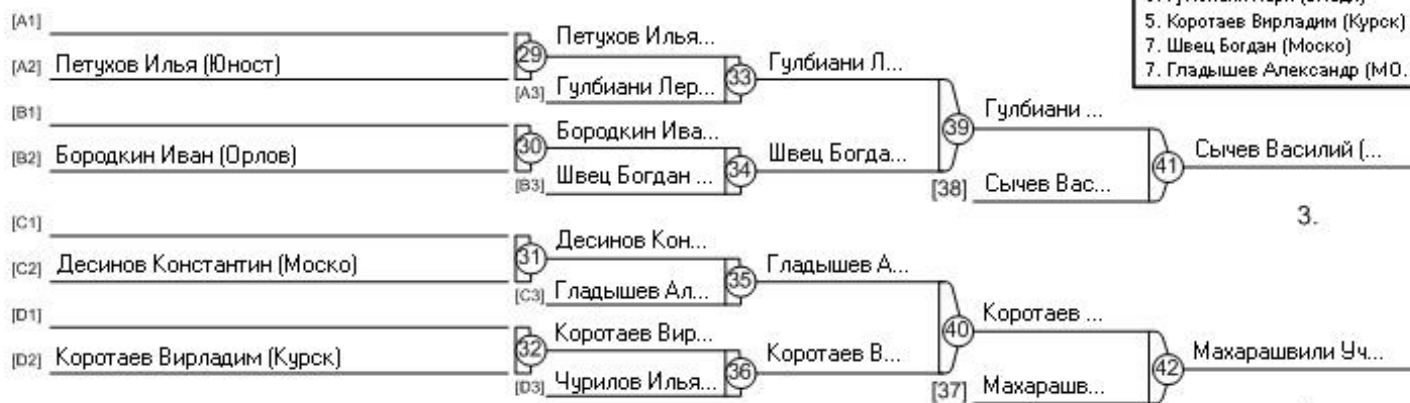 5. Коротаев Вирладим (Курск)
7. Швец Богдан (Моско)
7. Гладышев Александр (МО.
[A1]
[A2] Петухов Илья (Юност)
29
Петухов Илья...
[A3] Гулбиани Лер...
33
Гулбиани Л...
[B1]
[B2] Бородкин Иван (Орлов)
30
Бородкин Ива...
[B3] Швец Богдан ...
34
Швец Богда...
39
Гулбиани ...
[38] Сычев Вас...
41
Сычев Василий (...
3.
[C1]
[C2] Десинов Константин (Моско)
31
Десинов Кон...
[C3] Гладышев Ал...
35
Гладышев А...
[D1]
[D2] Коротаев Вирладим (Курск)
32
Коротаев Вир...
[D3] Чурилов Илья...
36
Коротаев В...
40
Коротаев ...
[37] Махарашв...
42
Махарашвили Уч...